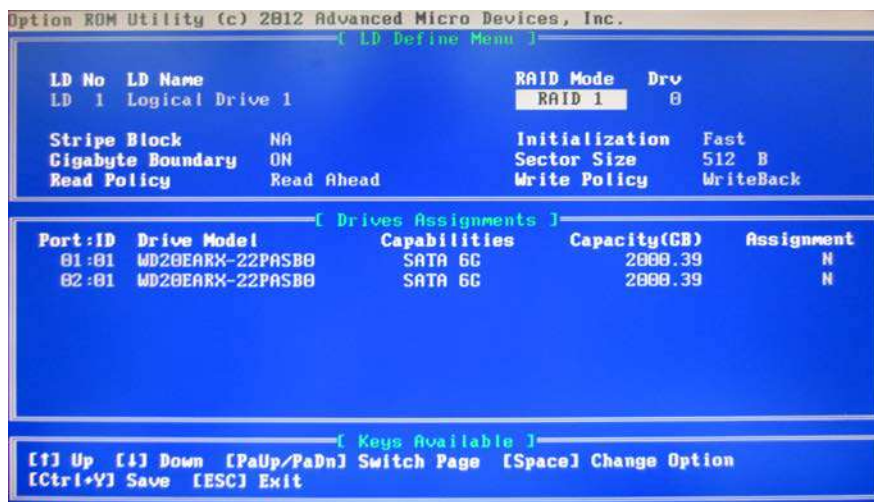 Option ROM Utility (c) 2012 Advanced Micro Devices, Inc.
[ LD Define Menu ]
LD No LD Name RAID Mode Drv
LD 1 Logical Drive 1 RAID 1 0
Stripe Block NA Initialization Fast
Gigabyte Boundary ON Sector Size 512 B
Read Policy Read Ahead Write Policy WriteBack
[ Drives Assignments ]
Port:ID Drive Model Capabilities Capacity(GB) Assignment
01:01 WD20EARX-22PASB0 SATA 6G 2000.39 N
02:01 WD20EARX-22PASB0 SATA 6G 2000.39 N
[ Keys Available ]
[↑] Up [↓] Down [PaUp/PaDn] Switch Page [Space] Change Option
[Ctrl+Y] Save [ESC] Exit